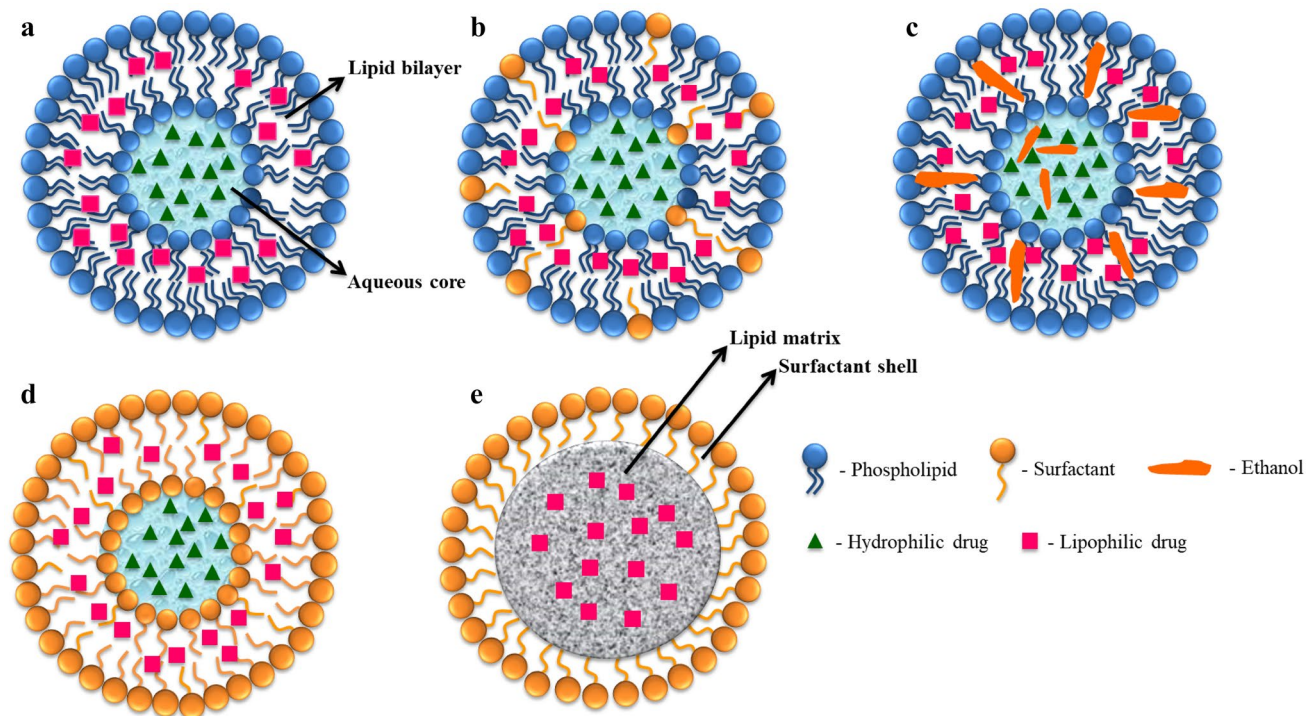 a
b
c
Lipid bilayer
Aqueous core
Lipid matrix
Surfactant shell
d
e
- Phospholipid
- Surfactant
- Ethanol
- Hydrophilic drug
- Lipophilic drug